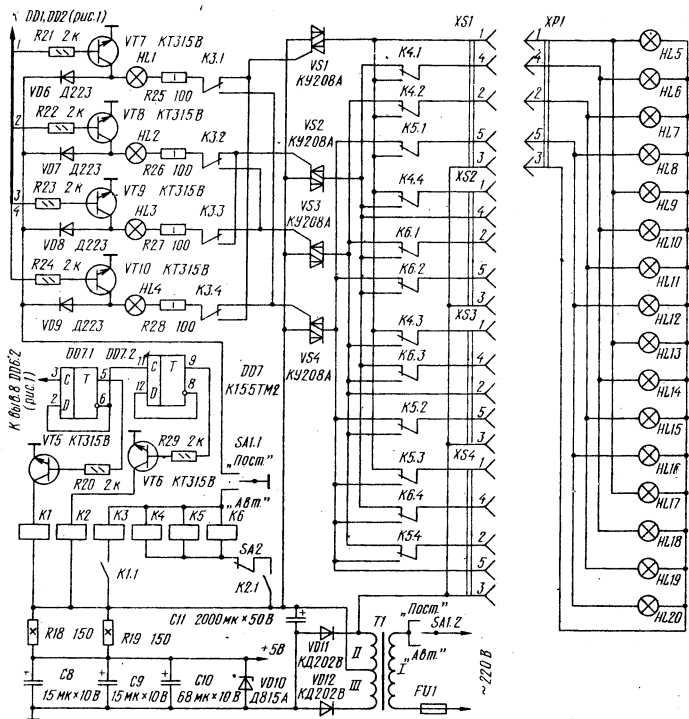 DD1,DD2 (рис.1)
XS1
XP1
R21 2к
VT7 КТ315В
HL1
K3.1
VS1
КУ208А
K4.1
HL5
VD6 Д223
R25 100
HL6
R22 2к
VT8 КТ315В
HL2
K3.2
VS2
КУ208А
K4.2
HL7
K5.1
VD7 Д223
R26 100
HL8
XS2
R23 2к
VT9 КТ315В
HL3
K3.3
VS3
КУ208А
K4.4
HL9
VD8 Д223
R27 100
K6.1
HL10
R24 2к
VT10 КТ315В
HL4
K3.4
K6.2
HL11
VD9 Д223
R28 100
VS4
КУ208А
XS3
K4.3
HL12
HL13
К выв.8 DD6.2
(рис.1)
DD7.1
DD7.2
DD7
К155ТМ2
K6.3
HL14
3 C T 5
2 D 6
11 C T 9
12 D 8
K5.2
HL15
VT5 КТ315В
R29 2к
SA1.1
„Пост."
XS4
HL16
R20 2к
VT6 КТ315В
„Авт."
K5.3
HL17
K1
K2
K3
K4
K5
K6
K6.4
HL18
SA2
K5.4
HL19
K1.1
K2.1
HL20
C11 2000мк×50В
T1
„Пост."
SA1.2
R18 150
R19 150
+5В
VD11
КД202В
II
I
„Авт."
~220В
C8
15мк×10В
C9
15мк×10В
C10
68мк×10В
VD10
Д815А
VD12
КД202В
III
FU1